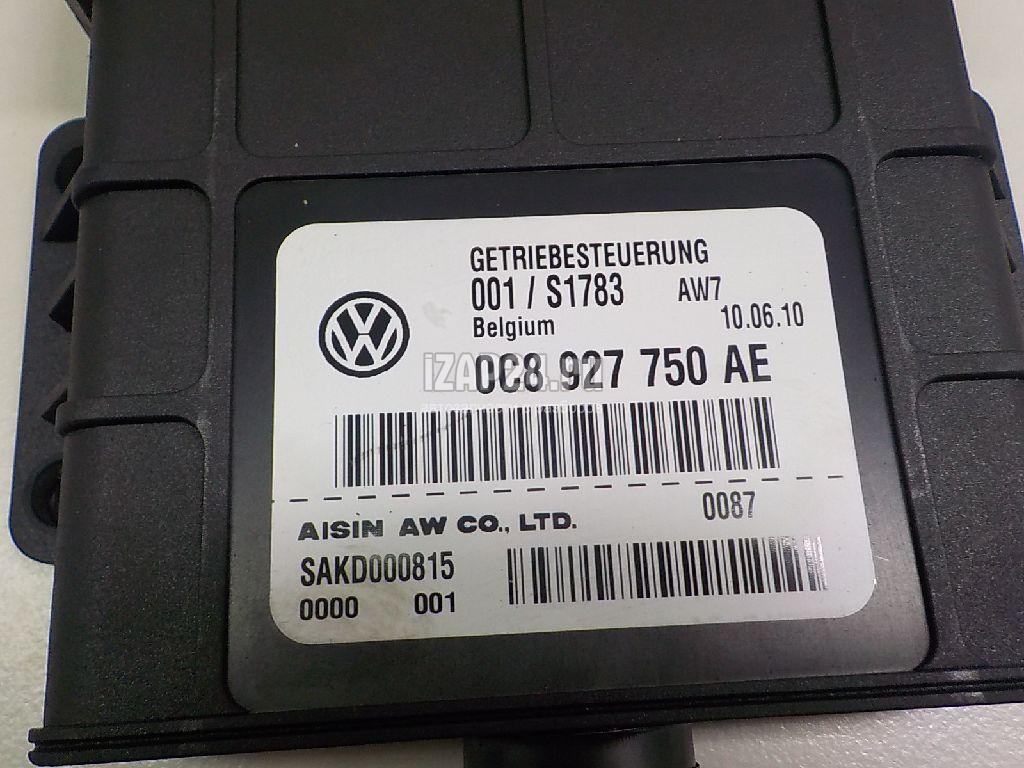 GETRIEBESTEUERUNG
001 / S1783 AW7
Belgium 10.06.10
0C8 927 750 AE
0087
AISIN AW CO., LTD.
SAKD000815
0000 001